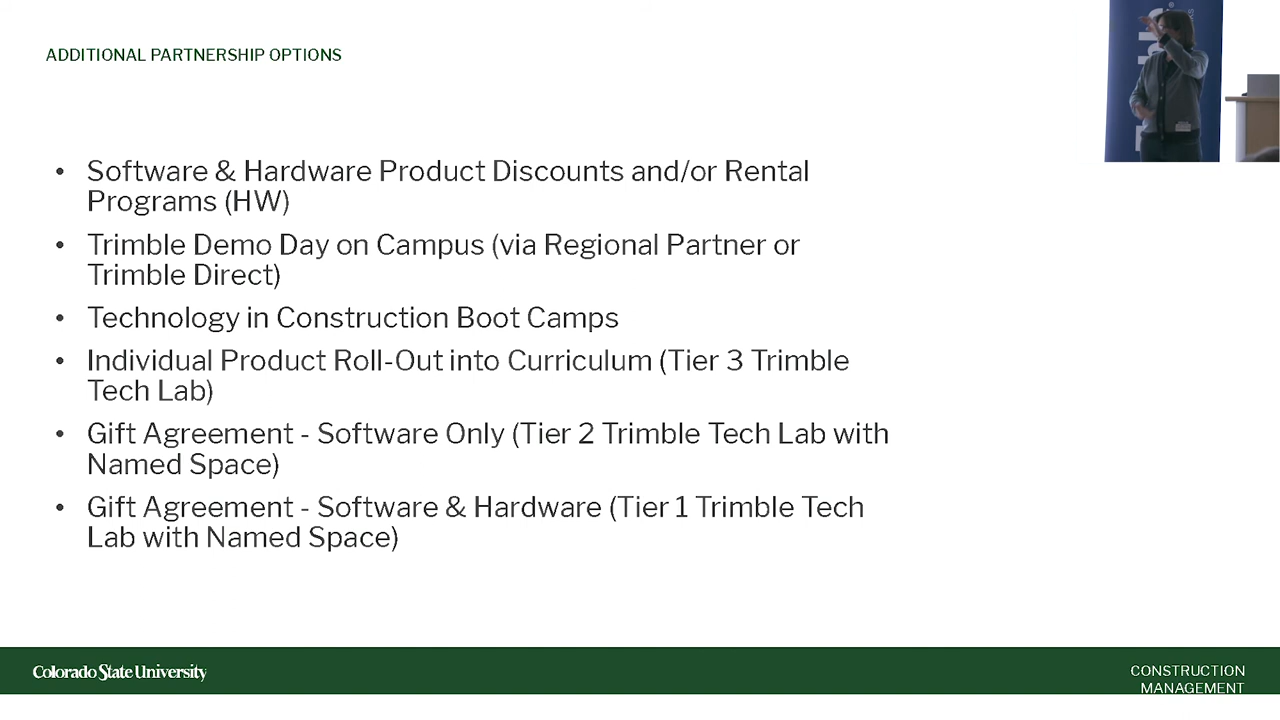 ADDITIONAL PARTNERSHIP OPTIONS
• Software & Hardware Product Discounts and/or Rental
Programs (HW)
• Trimble Demo Day on Campus (via Regional Partner or
Trimble Direct)
• Technology in Construction Boot Camps
• Individual Product Roll-Out into Curriculum (Tier 3 Trimble
Tech Lab)
• Gift Agreement - Software Only (Tier 2 Trimble Tech Lab with
Named Space)
• Gift Agreement - Software & Hardware (Tier 1 Trimble Tech
Lab with Named Space)
Colorado State University
CONSTRUCTION
MANAGEMENT